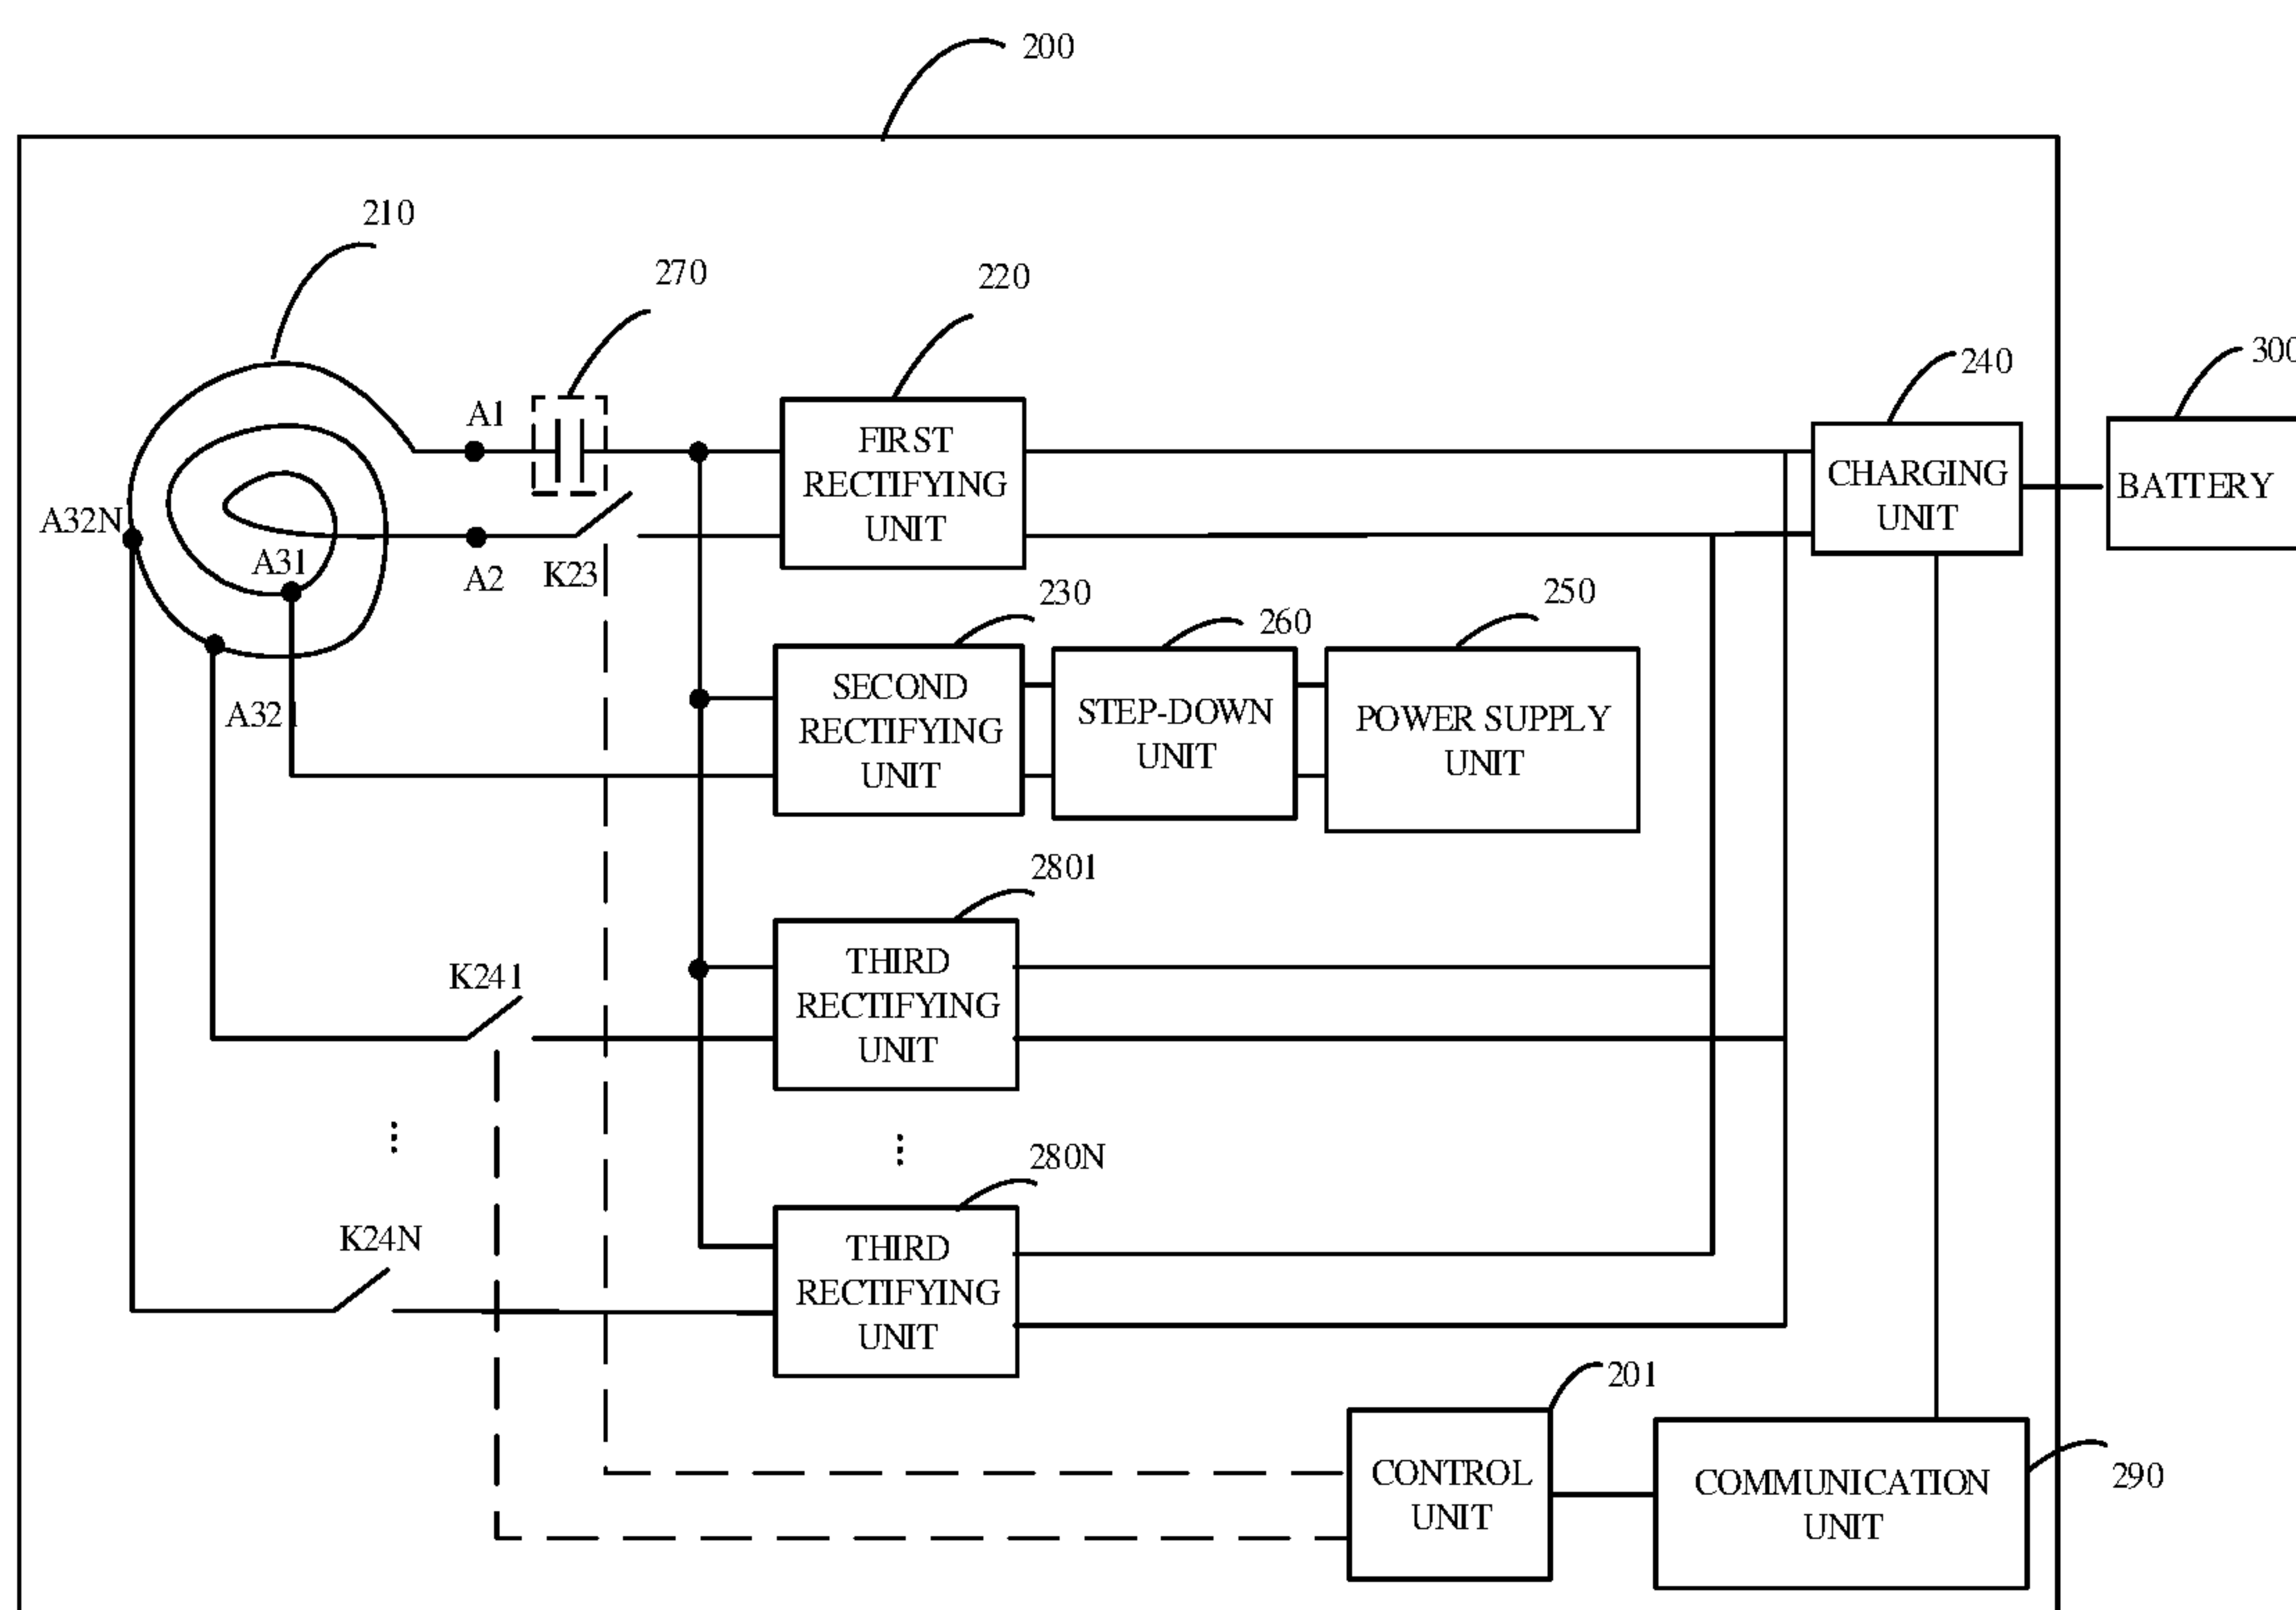 200
210
270
220
240
300
A1
FIRST
RECTIFYING
UNIT
CHARGING
UNIT
BATTERY
A32N
A31
A2
K23
230
260
250
A321
SECOND
RECTIFYING
UNIT
STEP-DOWN
UNIT
POWER SUPPLY
UNIT
2801
K241
THIRD
RECTIFYING
UNIT
280N
K24N
THIRD
RECTIFYING
UNIT
201
CONTROL
UNIT
COMMUNICATION
UNIT
290